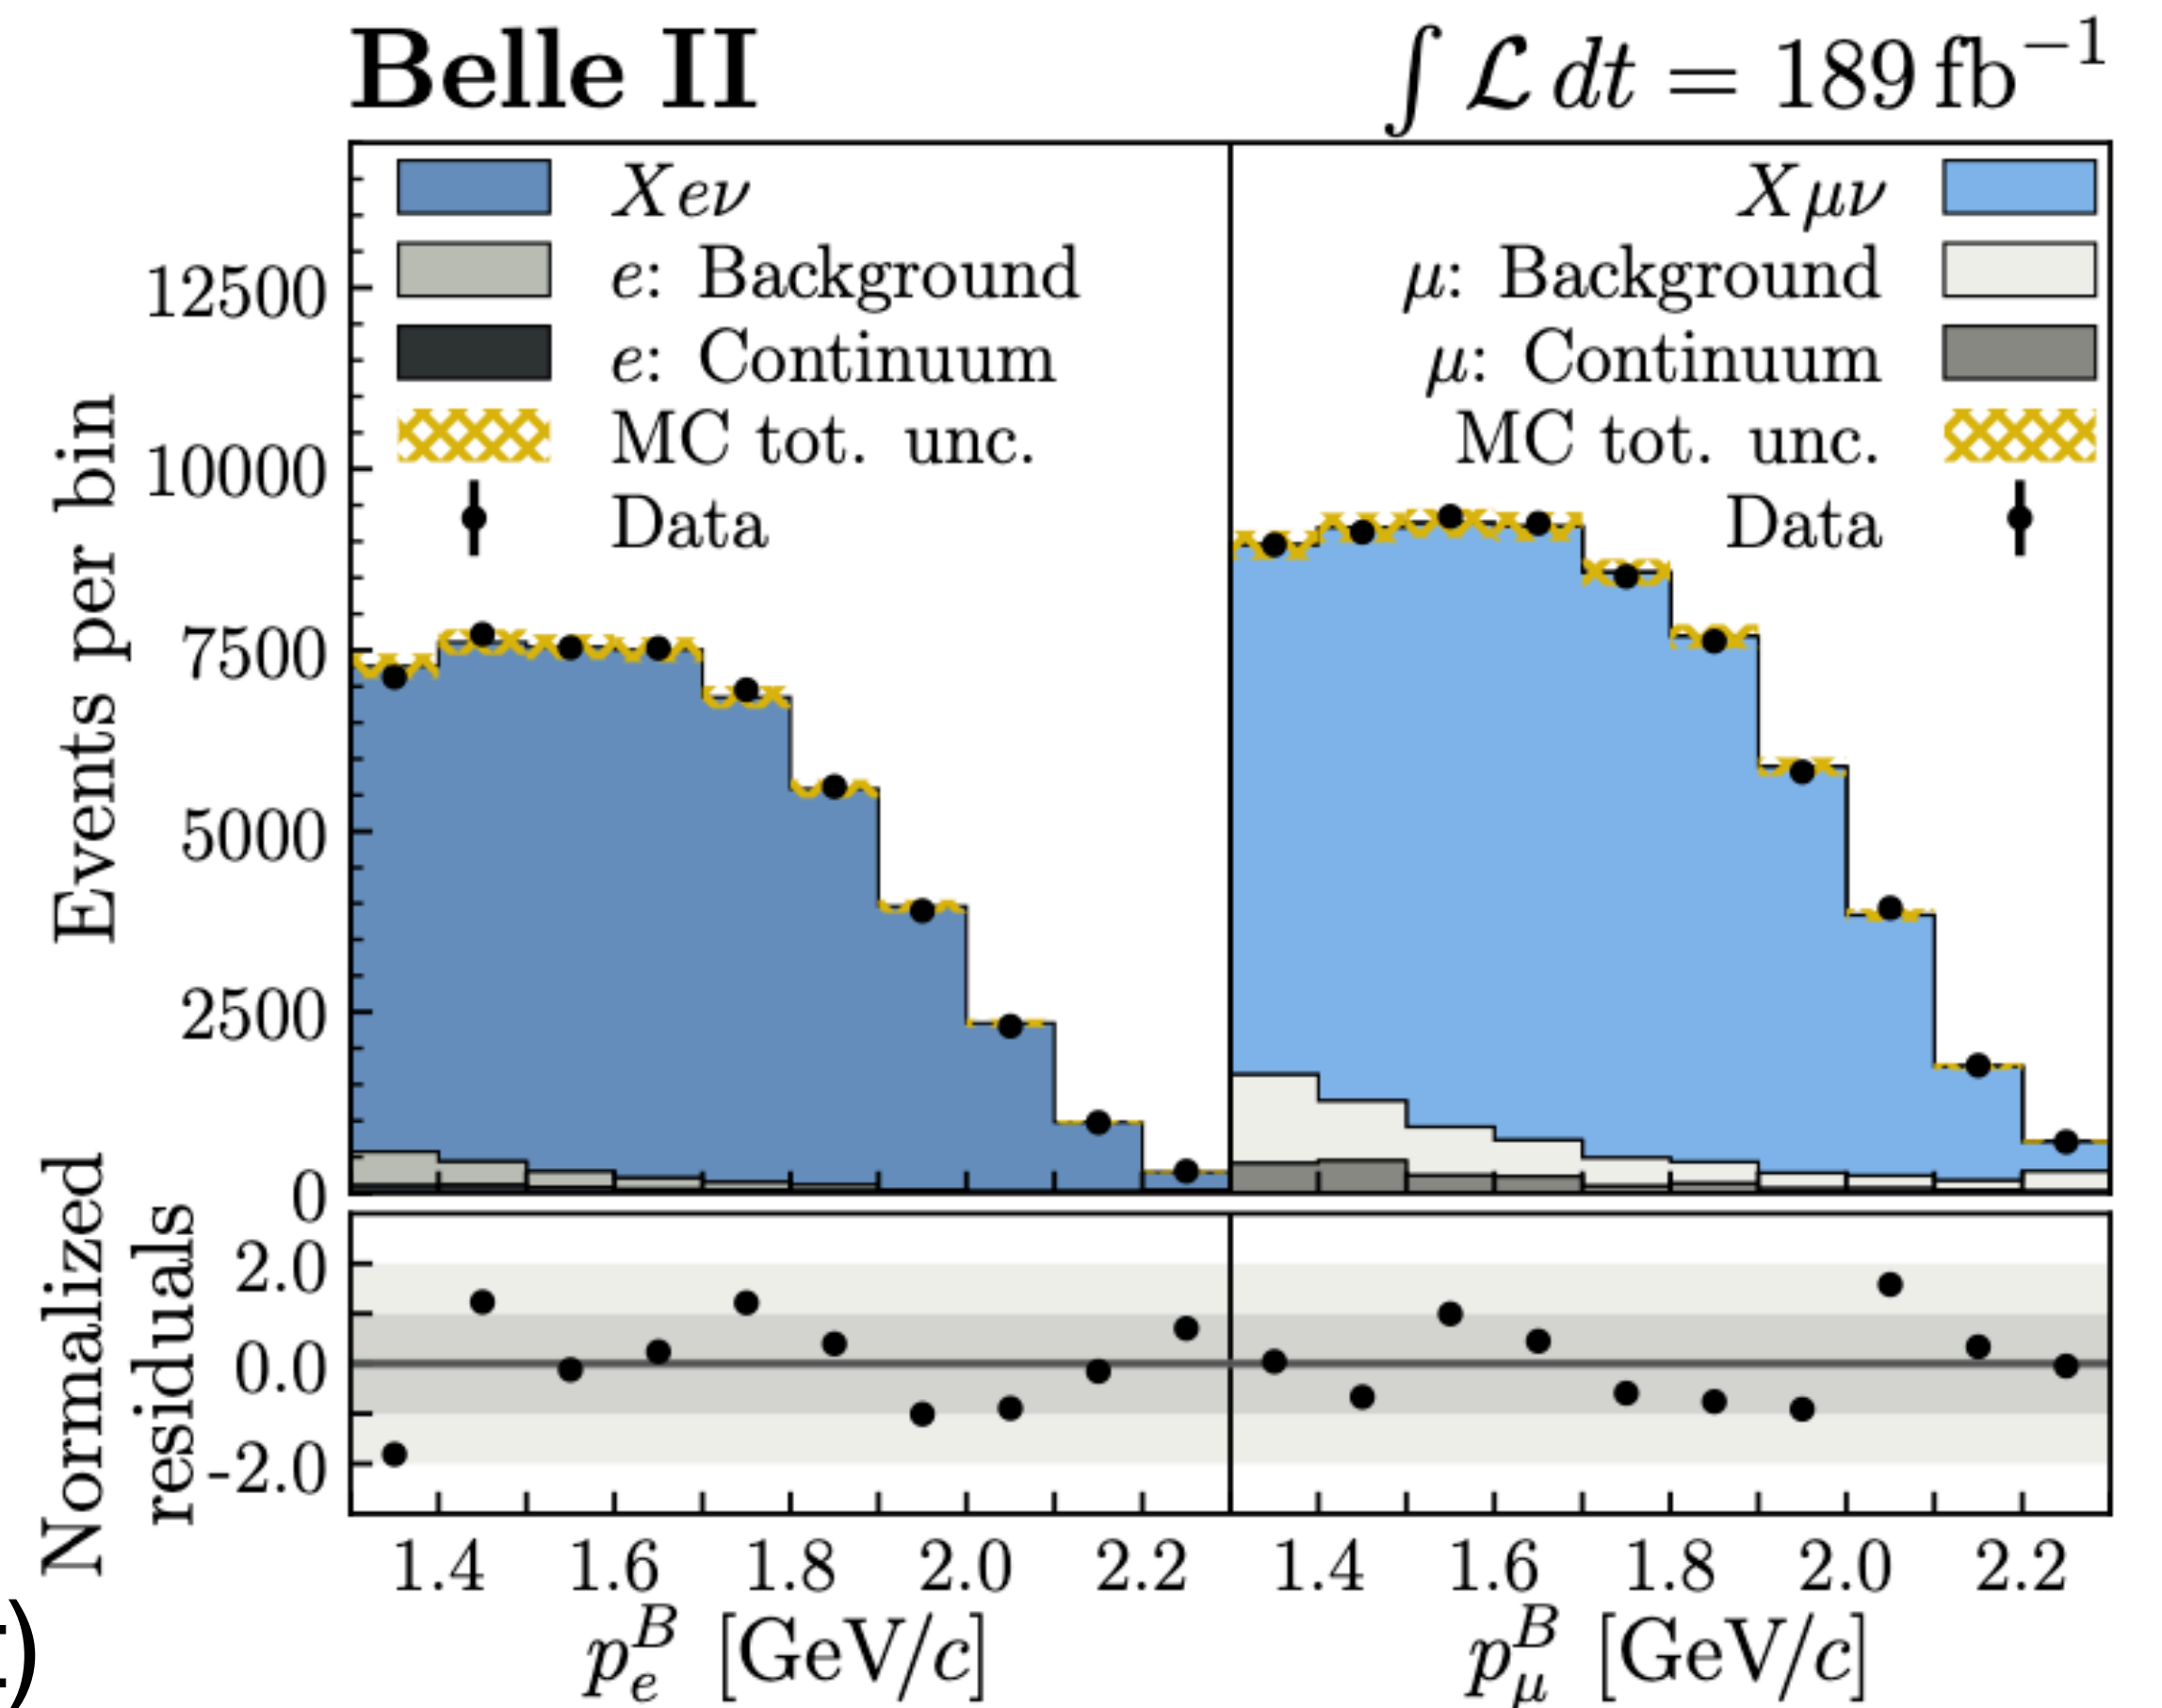 Belle II
∫ ℒ dt = 189 fb⁻¹
Xeν
e: Background
e: Continuum
MC tot. unc.
Data
Xμν
μ: Background
μ: Continuum
MC tot. unc.
Data
Events per bin
12500
10000
7500
5000
2500
0
Normalized
residuals
2.0
0.0
-2.0
1.4 1.6 1.8 2.0 2.2 1.4 1.6 1.8 2.0 2.2
p_e^B [GeV/c]
p_μ^B [GeV/c]
)